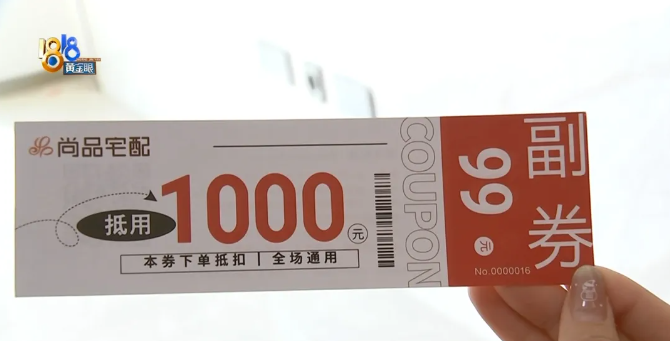 1818
黄金眼
尚品宅配
抵用 1000 元
本券下单抵扣 | 全场通用
COUPON
副券
99 元
No.0000016